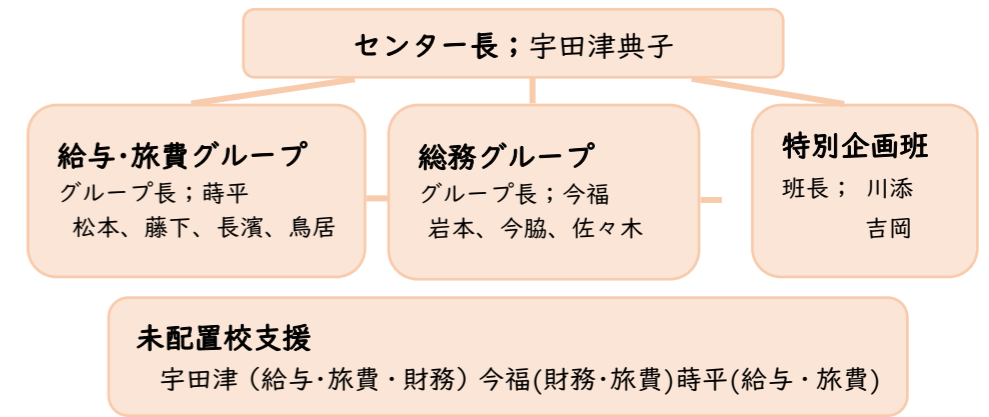 センター長；宇田津典子
給与･旅費グループ
グループ長；蒔平
松本、藤下、長濱、鳥居
総務グループ
グループ長；今福
岩本、今脇、佐々木
特別企画班
班長； 川添
吉岡
未配置校支援
宇田津（給与･旅費・財務）今福(財務･旅費)蒔平(給与・旅費)